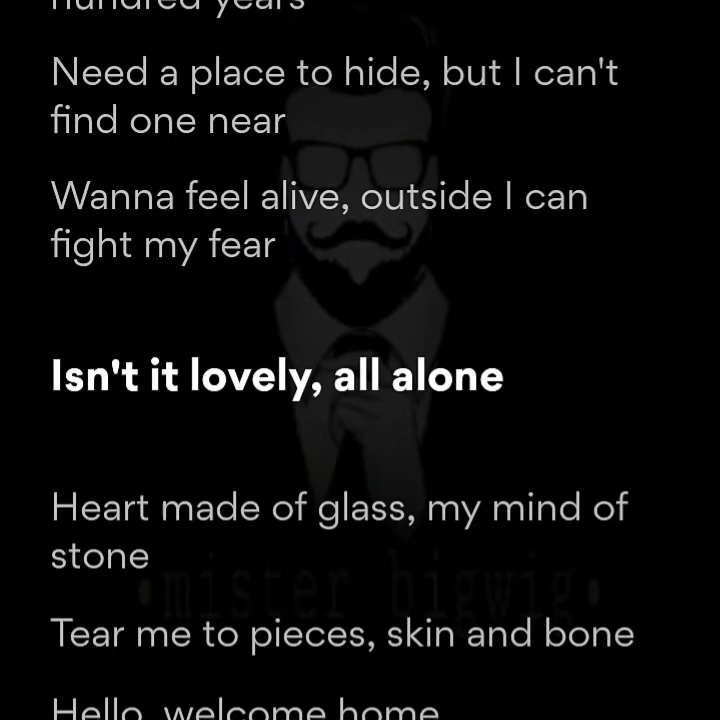 hundred years
Need a place to hide, but I can't
find one near
Wanna feel alive, outside I can
fight my fear
Isn't it lovely, all alone
Heart made of glass, my mind of
stone
Tear me to pieces, skin and bone
Hello, welcome home
•mister bigwig•